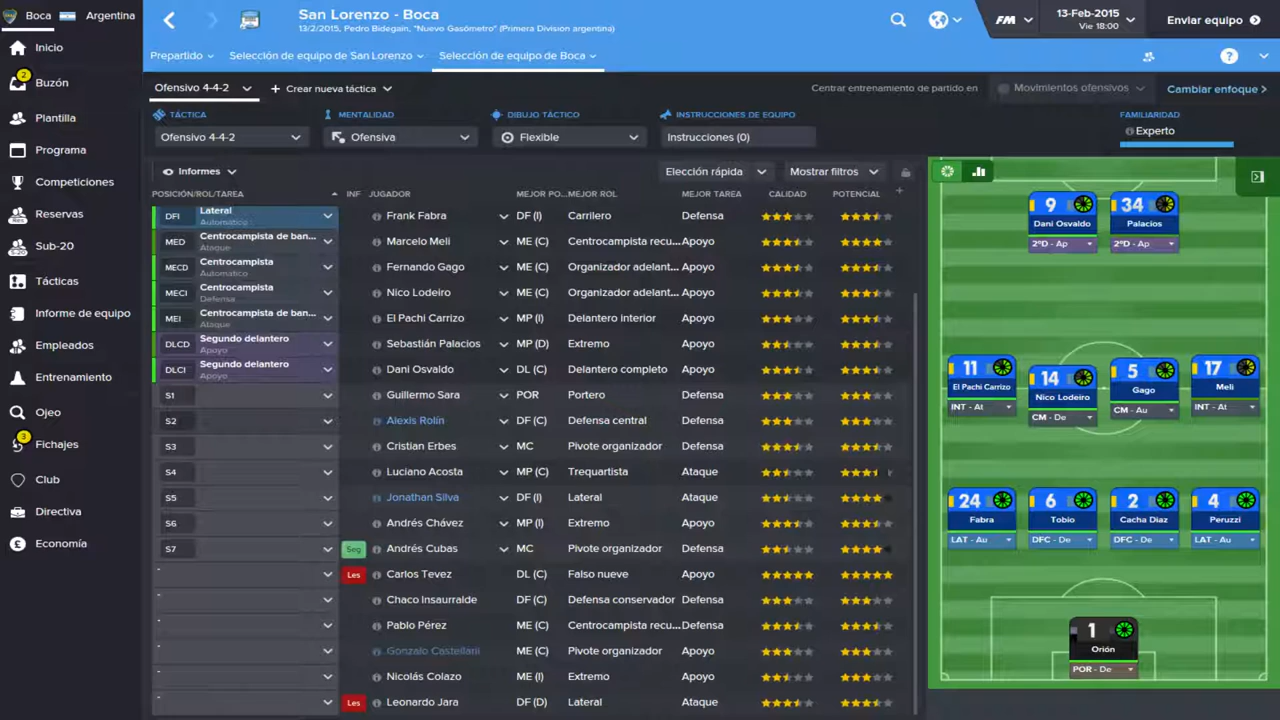 Boca Argentina
San Lorenzo - Boca
13/2/2015, Pedro Bidegain, "Nuevo Gasómetro" (Primera Division argentina)
FM
13-Feb-2015
Vie 18:00
Enviar equipo
Prepartido
Selección de equipo de San Lorenzo
Selección de equipo de Boca
?
Inicio
2
Buzón
Plantilla
Programa
Competiciones
Reservas
Sub-20
Tácticas
Informe de equipo
Empleados
Entrenamiento
Ojeo
3
Fichajes
Club
Directiva
Economía
Ofensivo 4-4-2
+ Crear nueva táctica
Centrar entrenamiento de partido en
Movimientos ofensivos
Cambiar enfoque
TÁCTICA
MENTALIDAD
DIBUJO TÁCTICO
INSTRUCCIONES DE EQUIPO
FAMILIARIDAD
Ofensivo 4-4-2
Ofensiva
Flexible
Instrucciones (0)
Experto
Informes
Elección rápida
Mostrar filtros
POSICIÓN/ROL/TAREA INF JUGADOR MEJOR PO... MEJOR ROL MEJOR TAREA CALIDAD POTENCIAL
DFI Lateral Automático Frank Fabra DF (I) Carrilero Defensa
MED Centrocampista de ban... Ataque Marcelo Meli ME (C) Centrocampista recu... Apoyo
MECD Centrocampista Automático Fernando Gago ME (C) Organizador adelant... Apoyo
MECI Centrocampista Defensa Nico Lodeiro ME (C) Organizador adelant... Apoyo
MEI Centrocampista de ban... Ataque El Pachi Carrizo MP (I) Delantero interior Apoyo
DLCD Segundo delantero Apoyo Sebastián Palacios MP (D) Extremo Apoyo
DLCI Segundo delantero Apoyo Dani Osvaldo DL (C) Delantero completo Apoyo
S1 Guillermo Sara POR Portero Defensa
S2 Alexis Rolín DF (C) Defensa central Defensa
S3 Cristian Erbes MC Pivote organizador Defensa
S4 Luciano Acosta MP (C) Trequartista Ataque
S5 Jonathan Silva DF (I) Lateral Ataque
S6 Andrés Chávez MP (I) Extremo Apoyo
S7 Seg Andrés Cubas MC Pivote organizador Defensa
- Les Carlos Tevez DL (C) Falso nueve Apoyo
- Chaco Insaurralde DF (C) Defensa conservador Defensa
- Pablo Pérez ME (C) Centrocampista recu... Defensa
- Gonzalo Castellani ME (C) Pivote organizador Apoyo
- Nicolás Colazo ME (I) Extremo Apoyo
- Les Leonardo Jara DF (D) Lateral Apoyo
9 34
Dani Osvaldo Palacios
2ºD - Ap 2ºD - Ap
11 14 5 17
El Pachi Carrizo Nico Lodeiro Gago Meli
INT - At CM - De CM - Au INT - At
24 6 2 4
Fabra Tobio Cacha Díaz Peruzzi
LAT - Au DFC - De DFC - De LAT - Au
1
Orión
POR - De